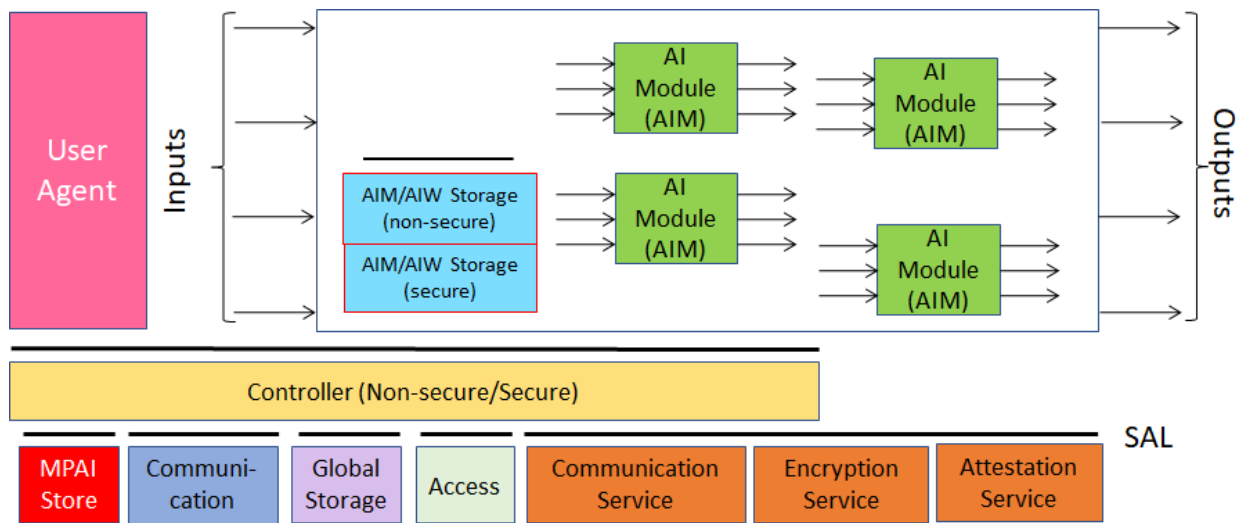 User
Agent
Inputs
AIM/AIW Storage
(non-secure)
AIM/AIW Storage
(secure)
AI
Module
(AIM)
AI
Module
(AIM)
AI
Module
(AIM)
AI
Module
(AIM)
Outputs
Controller (Non-secure/Secure)
SAL
MPAI
Store
Communi-
cation
Global
Storage
Access
Communication
Service
Encryption
Service
Attestation
Service